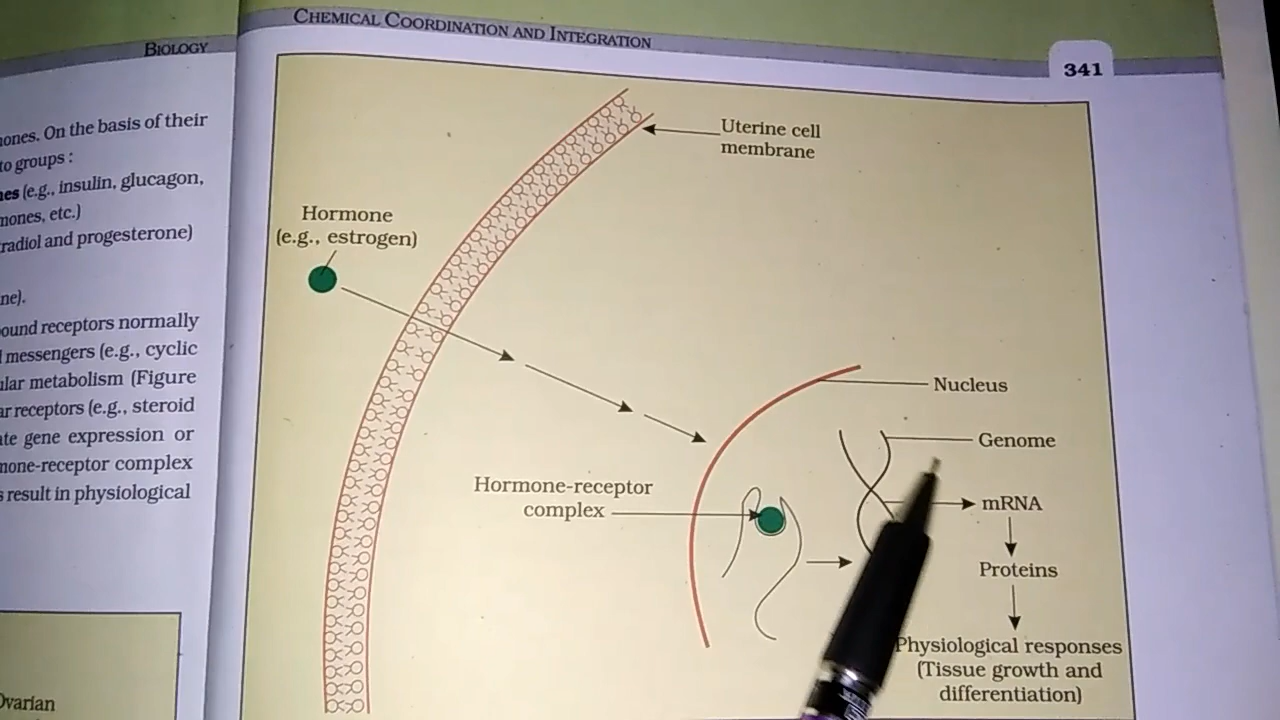 BIOLOGY
ones. On the basis of their
to groups :
nes (e.g., insulin, glucagon,
mones, etc.)
radiol and progesterone)
ne).
ound receptors normally
messengers (e.g., cyclic
ular metabolism (Figure
ar receptors (e.g., steroid
ate gene expression or
mone-receptor complex
s result in physiological
Ovarian
CHEMICAL COORDINATION AND INTEGRATION
341
Uterine cell
membrane
Hormone
(e.g., estrogen)
Nucleus
Genome
Hormone-receptor
complex
mRNA
Proteins
Physiological responses
(Tissue growth and
differentiation)